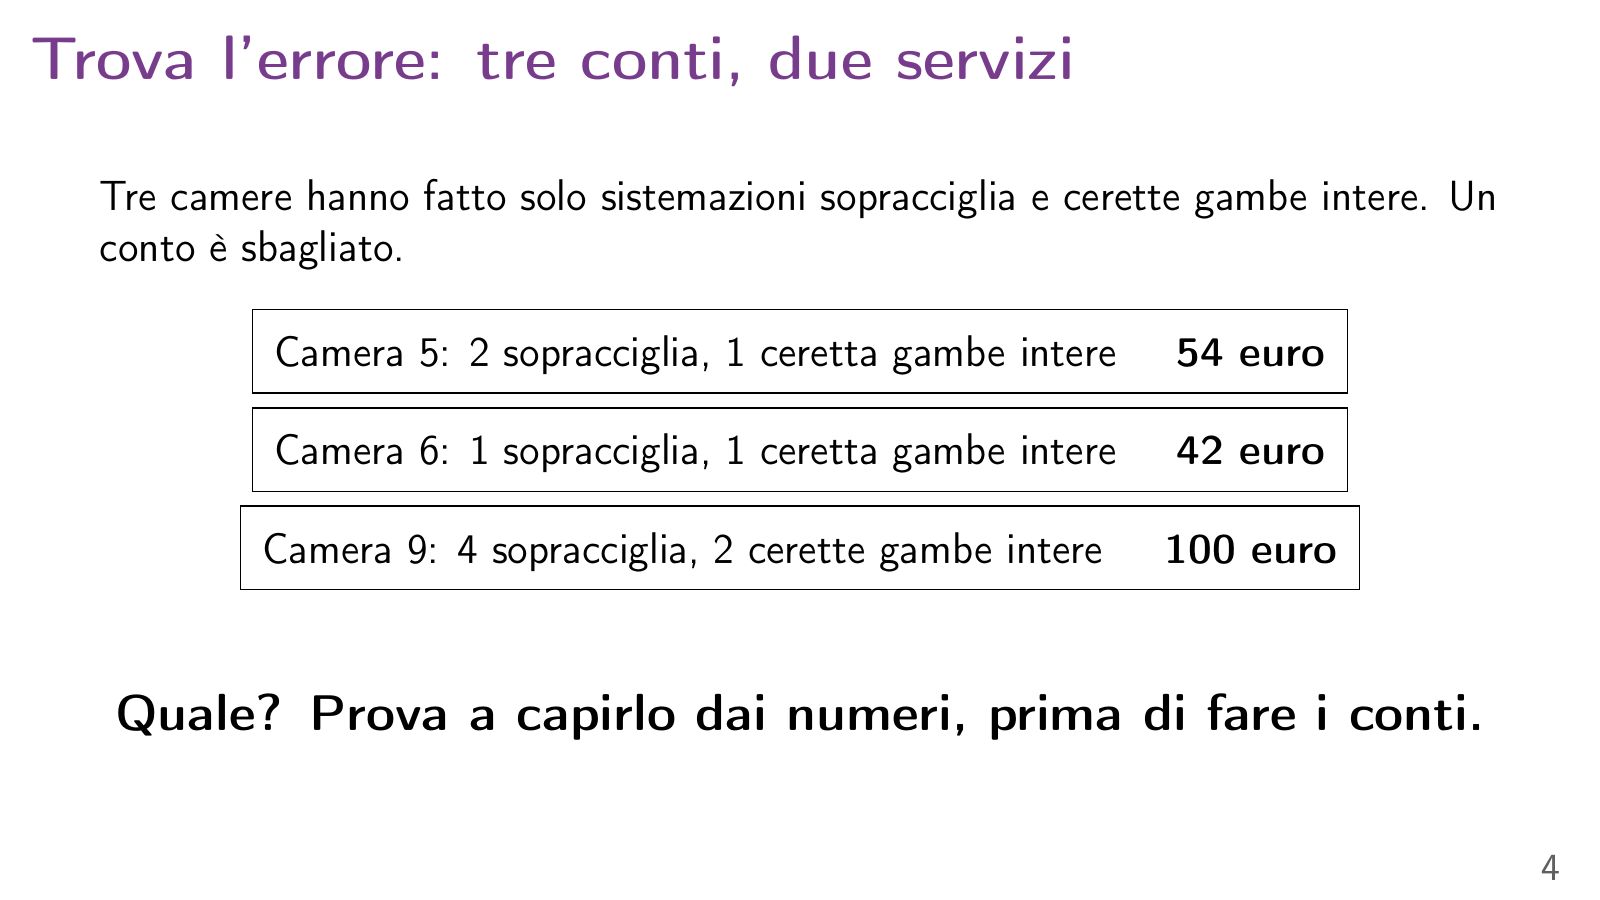 Trova l'errore: tre conti, due servizi
Tre camere hanno fatto solo sistemazioni sopracciglia e cerette gambe intere. Un
conto è sbagliato.
Camera 5: 2 sopracciglia, 1 ceretta gambe intere 54 euro
Camera 6: 1 sopracciglia, 1 ceretta gambe intere 42 euro
Camera 9: 4 sopracciglia, 2 cerette gambe intere 100 euro
Quale? Prova a capirlo dai numeri, prima di fare i conti.
4